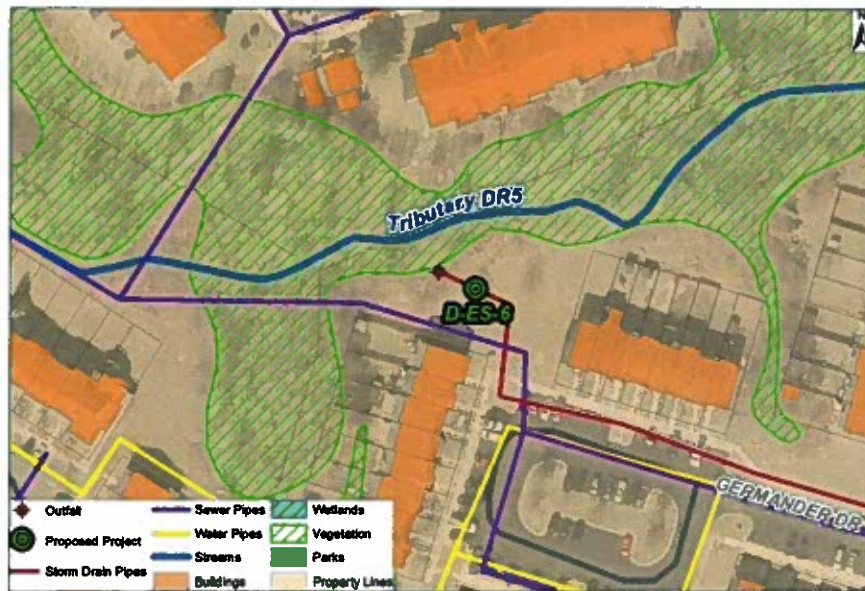 Tributary DR5
D-ES-6
GERMANDER DR
Outfall
Proposed Project
Storm Drain Pipes
Sewer Pipes
Water Pipes
Streams
Buildings
Wetlands
Vegetation
Parks
Property Lines